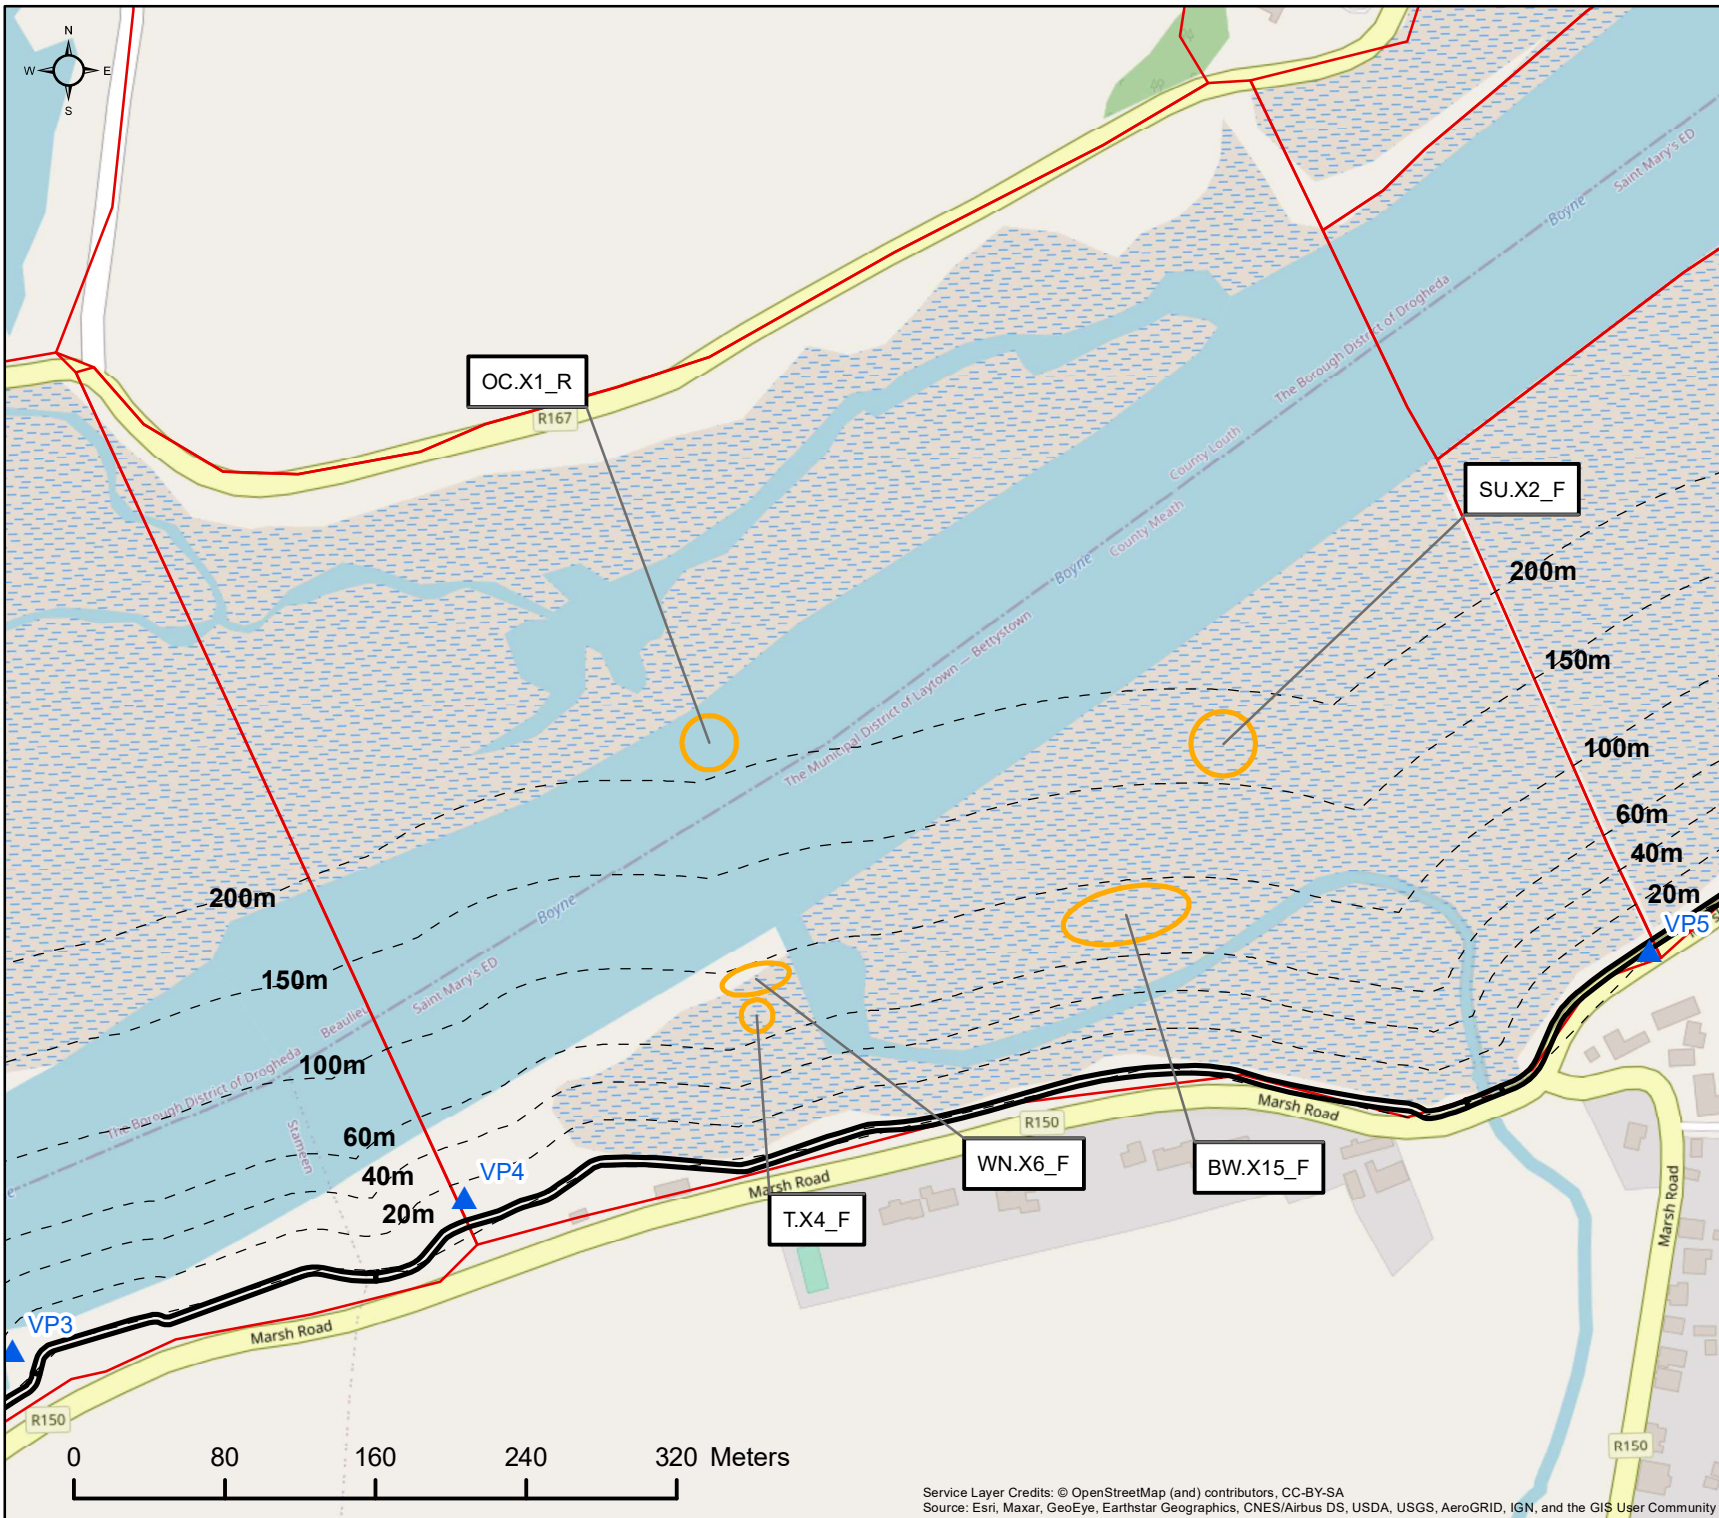 N
W
E
S
Saint Mary's ED
Boyne
The Borough District of Drogheda
OC.X1_R
R167
County Louth
County Meath
SU.X2_F
Boyne
200m
The Municipal District of Laytown — Bettystown
150m
100m
60m
40m
20m
VP5
200m
Boyne
150m
Saint Mary's ED
Beaulieu
100m
The Borough District of Drogheda
60m
Stameen
40m
VP4
20m
R150
Marsh Road
WN.X6_F
BW.X15_F
Marsh Road
T.X4_F
Marsh Road
VP3
Marsh Road
R150
R150
0 80 160 240 320 Meters
Service Layer Credits: © OpenStreetMap (and) contributors, CC-BY-SA
Source: Esri, Maxar, GeoEye, Earthstar Geographics, CNES/Airbus DS, USDA, USGS, AeroGRID, IGN, and the GIS User Community